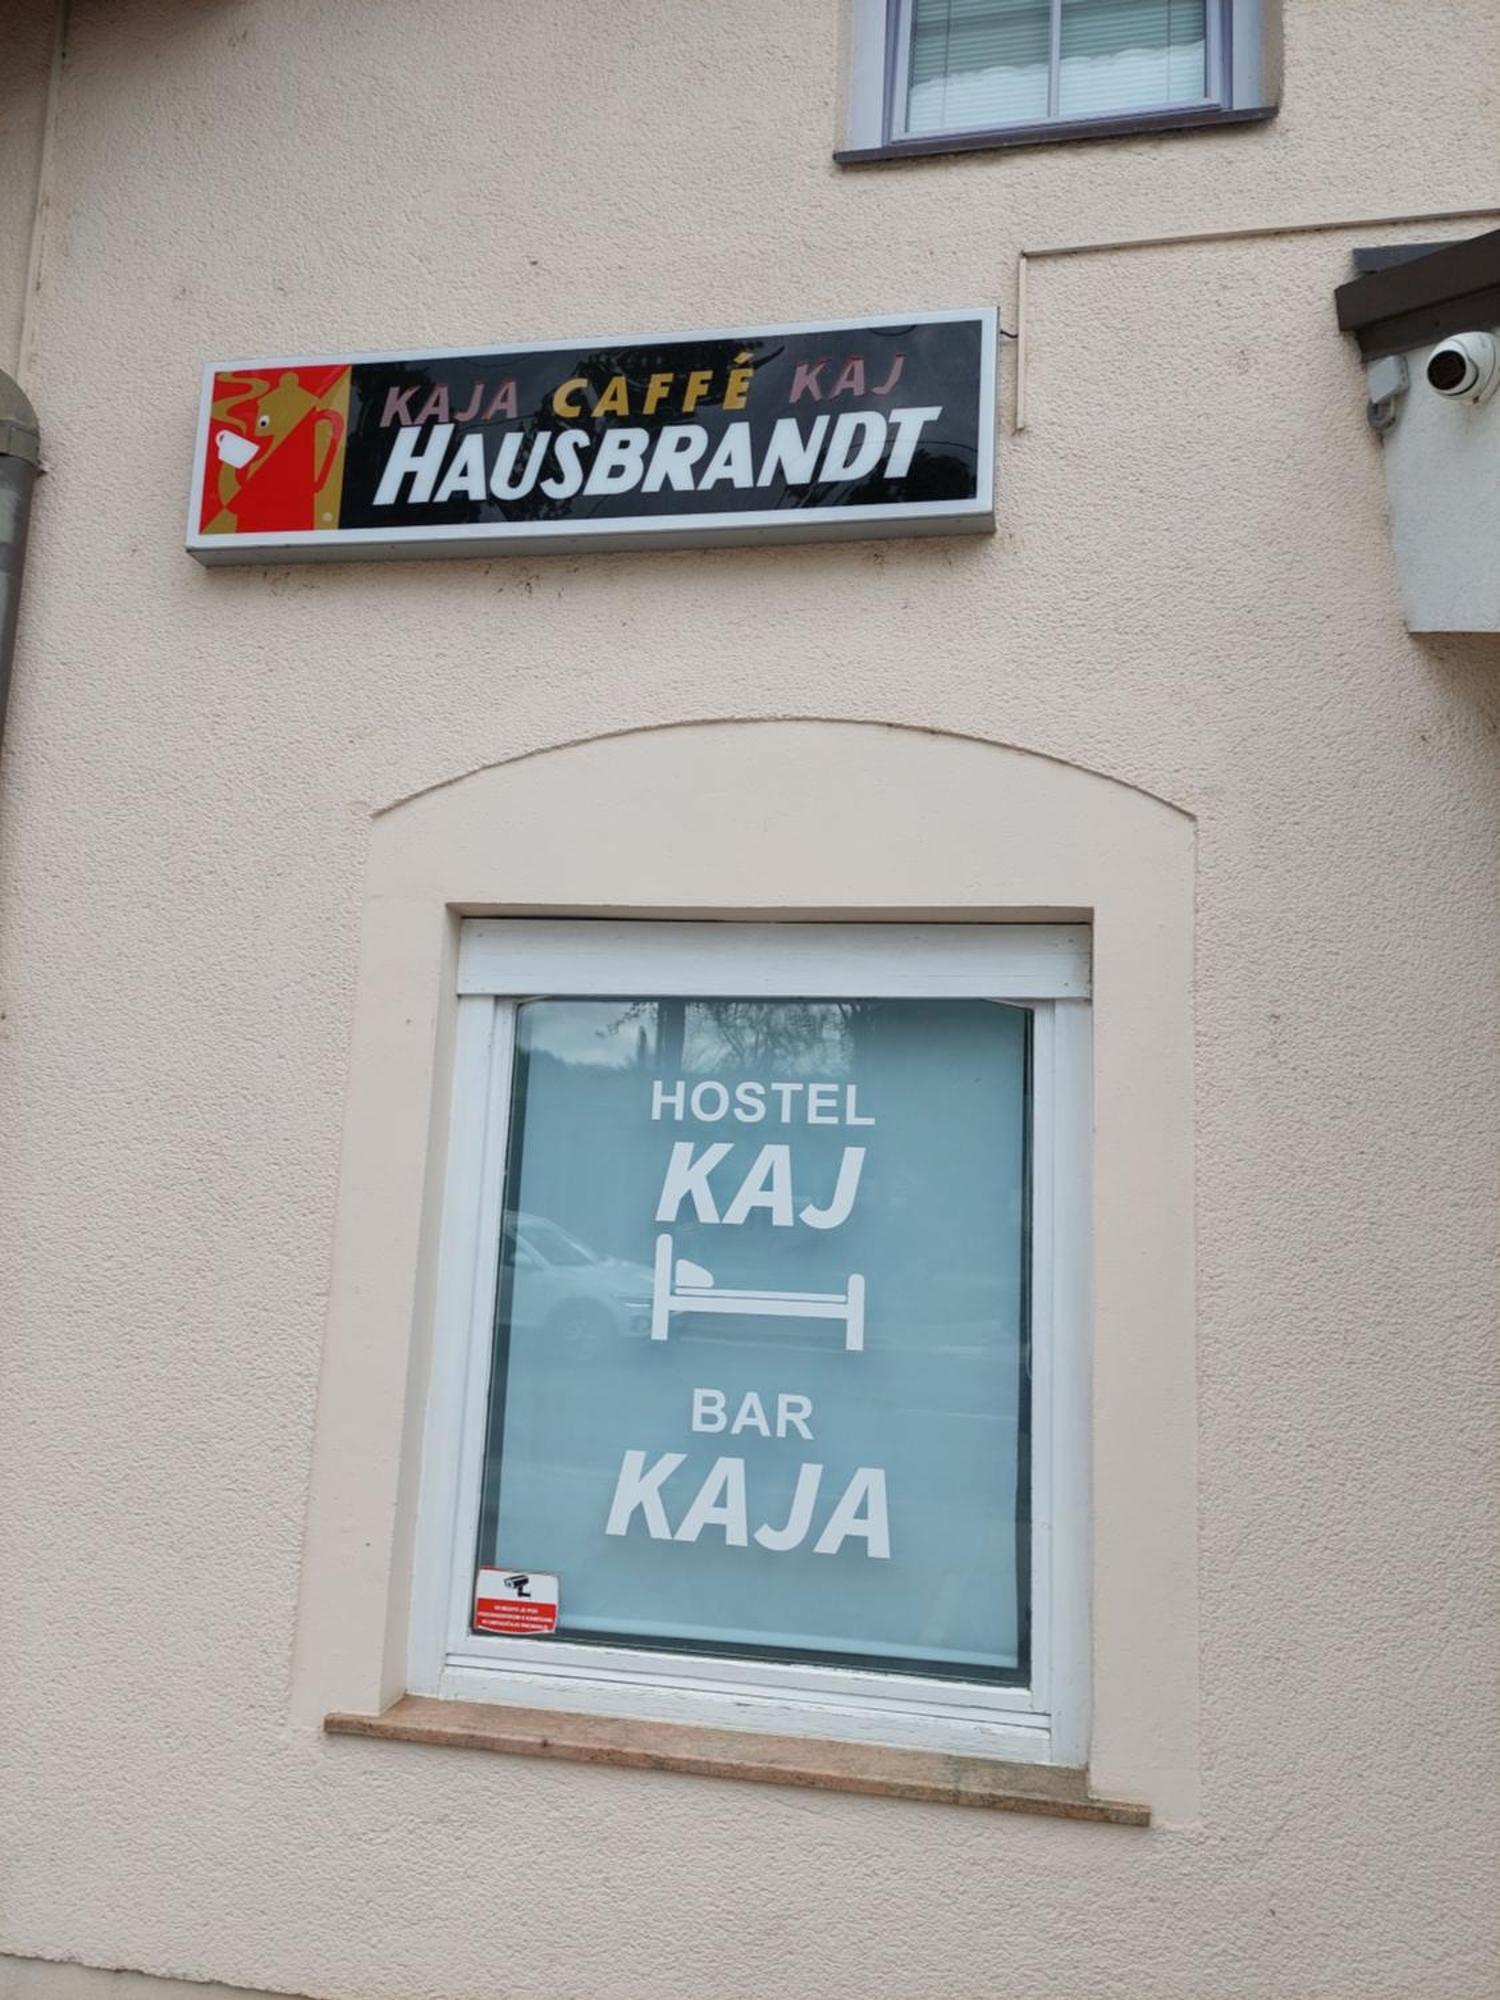 KAJA CAFFÉ KAJ
HAUSBRANDT
HOSTEL
KAJ
BAR
KAJA